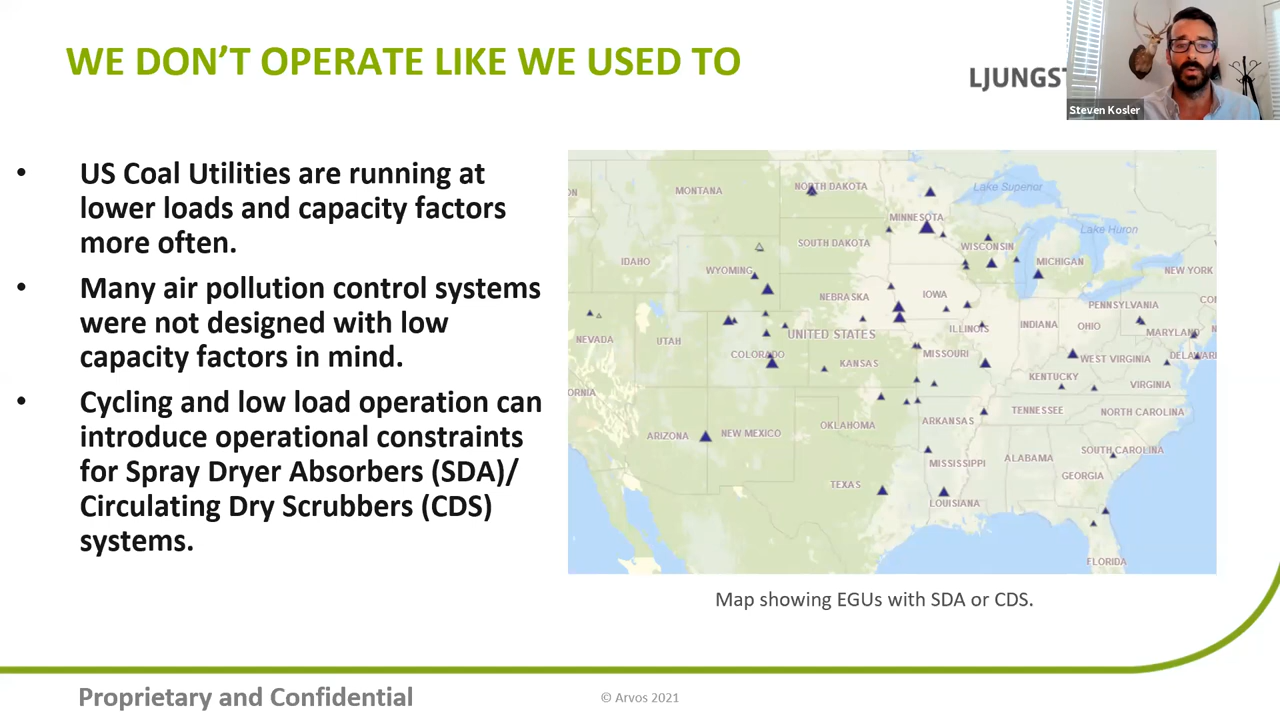 WE DON'T OPERATE LIKE WE USED TO
LJUNGST
Steven Kosler
• US Coal Utilities are running at
lower loads and capacity factors
more often.
• Many air pollution control systems
were not designed with low
capacity factors in mind.
• Cycling and low load operation can
introduce operational constraints
for Spray Dryer Absorbers (SDA)/
Circulating Dry Scrubbers (CDS)
systems.
MONTANA
NORTH DAKOTA
Lake Superior
MINNESOTA
Lake Huron
SOUTH DAKOTA
WISCONSIN
IDAHO
WYOMING
MICHIGAN
NEW YORK
NEBRASKA
IOWA
PENNSYLVANIA
CO
NEVADA
UTAH
UNITED STATES
ILLINOIS
INDIANA
OHIO
MARYLAND
COLORADO
KANSAS
MISSOURI
WEST VIRGINIA
DELAWAR
KENTUCKY
VIRGINIA
ORNIA
ARIZONA
NEW MEXICO
OKLAHOMA
ARKANSAS
TENNESSEE
NORTH CAROLINA
MISSISSIPPI
ALABAMA
SOUTH CAROLINA
GEORGIA
TEXAS
LOUISIANA
FLORIDA
Map showing EGUs with SDA or CDS.
Proprietary and Confidential
© Arvos 2021